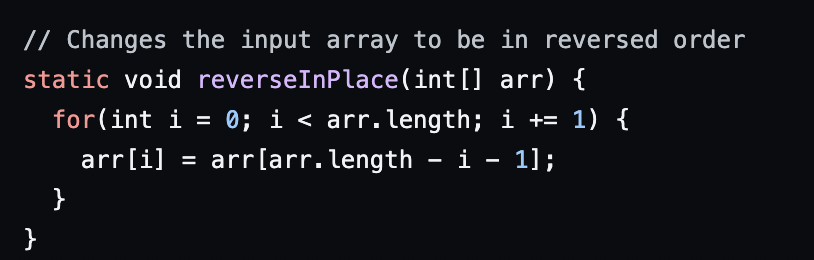 // Changes the input array to be in reversed order
static void reverseInPlace(int[] arr) {
  for(int i = 0; i < arr.length; i += 1) {
    arr[i] = arr[arr.length - i - 1];
  }
}